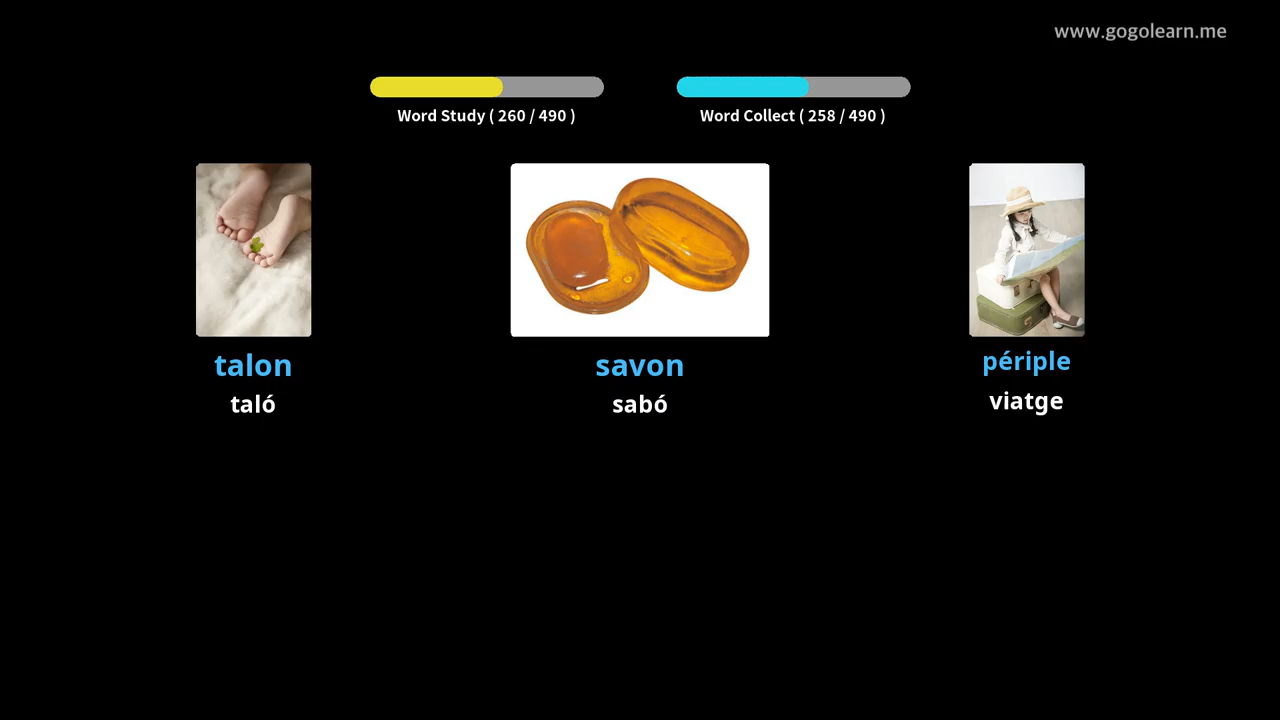 www.gogolearn.me
Word Study ( 260 / 490 )
Word Collect ( 258 / 490 )
talon
taló
savon
sabó
périple
viatge